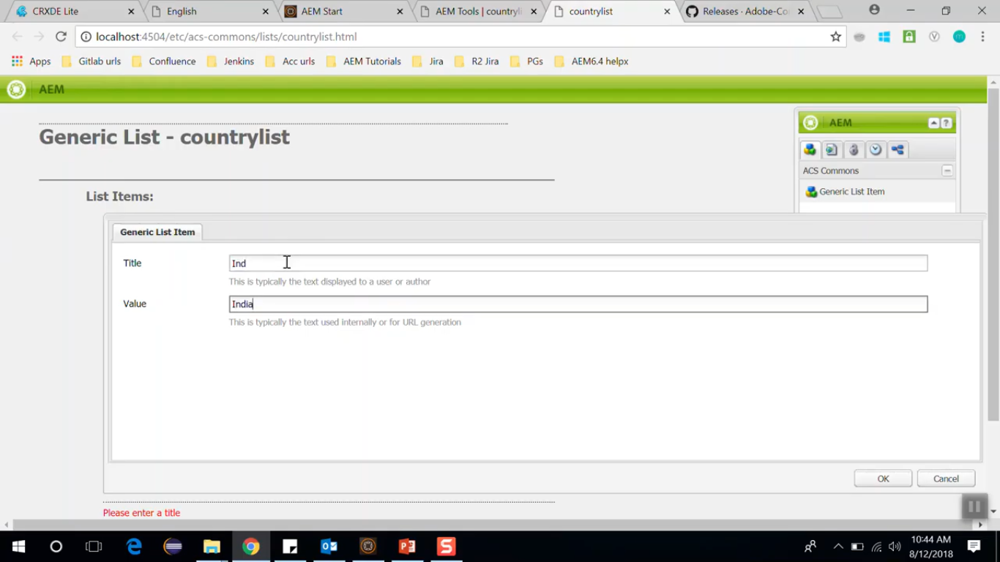 CRXDE Lite
English
AEM Start
AEM Tools | countryli
countrylist
Releases · Adobe-Co
localhost:4504/etc/acs-commons/lists/countrylist.html
Apps
Gitlab urls
Confluence
Jenkins
Acc urls
AEM Tutorials
Jira
R2 Jira
PGs
AEM6.4 helpx
AEM
AEM
Generic List - countrylist
ACS Commons
Generic List Item
List Items:
Generic List Item
Title
Ind
This is typically the text displayed to a user or author
Value
India
This is typically the text used internally or for URL generation
OK
Cancel
Please enter a title
10:44 AM
8/12/2018